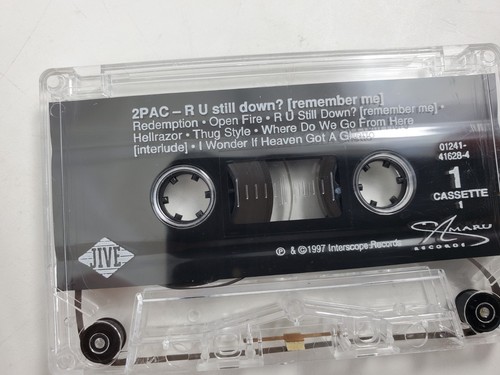 2PAC – R U still down? [remember me]
Redemption • Open Fire • R U Still Down? [remember me] •
Hellrazor • Thug Style • Where Do We Go From Here
[interlude] • I Wonder If Heaven Got A
01241-
41628-4
1
CASSETTE
1
JIVE
AMARU
RECORDS
℗ & ©1997 Interscope Records